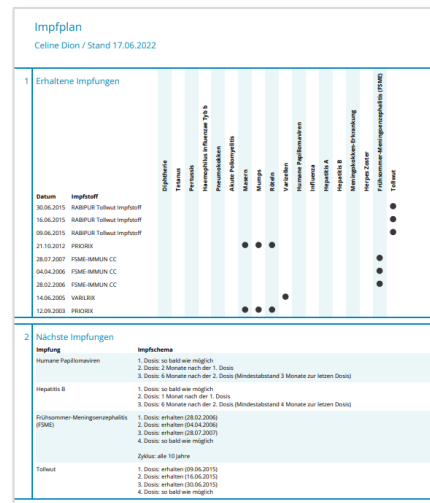 Impfplan
Celine Dion / Stand 17.06.2022
1 Erhaltene Impfungen
Datum Impfstoff Diphtherie Tetanus Pertussis Haemophilus influenzae Typ b Pneumokokken Akute Poliomyelitis Masern Mumps Röteln Varizellen Humane Papillomaviren Influenza Hepatitis A Hepatitis B Meningokokken-Erkrankung Herpes Zoster Frühsommer-Meningoenzephalitis (FSME) Tollwut
30.06.2015 RABIPUR Tollwut Impfstoff
16.06.2015 RABIPUR Tollwut Impfstoff
09.06.2015 RABIPUR Tollwut Impfstoff
21.10.2012 PRIORIX
28.07.2007 FSME-IMMUN CC
04.04.2006 FSME-IMMUN CC
28.02.2006 FSME-IMMUN CC
14.06.2005 VARILRIX
12.09.2003 PRIORIX
2 Nächste Impfungen
Impfung Impfschema
Humane Papillomaviren 1. Dosis: so bald wie möglich
2. Dosis: 2 Monate nach der 1. Dosis
3. Dosis: 6 Monate nach der 2. Dosis (Mindestabstand 3 Monate zur letzen Dosis)
Hepatitis B 1. Dosis: so bald wie möglich
2. Dosis: 1 Monat nach der 1. Dosis
3. Dosis: 6 Monate nach der 2. Dosis (Mindestabstand 4 Monate zur letzen Dosis)
Frühsommer-Meningoenzephalitis 1. Dosis: erhalten (28.02.2006)
(FSME) 2. Dosis: erhalten (04.04.2006)
3. Dosis: erhalten (28.07.2007)
4. Dosis: so bald wie möglich
Zyklus: alle 10 Jahre
Tollwut 1. Dosis: erhalten (09.06.2015)
2. Dosis: erhalten (16.06.2015)
3. Dosis: erhalten (30.06.2015)
4. Dosis: so bald wie möglich